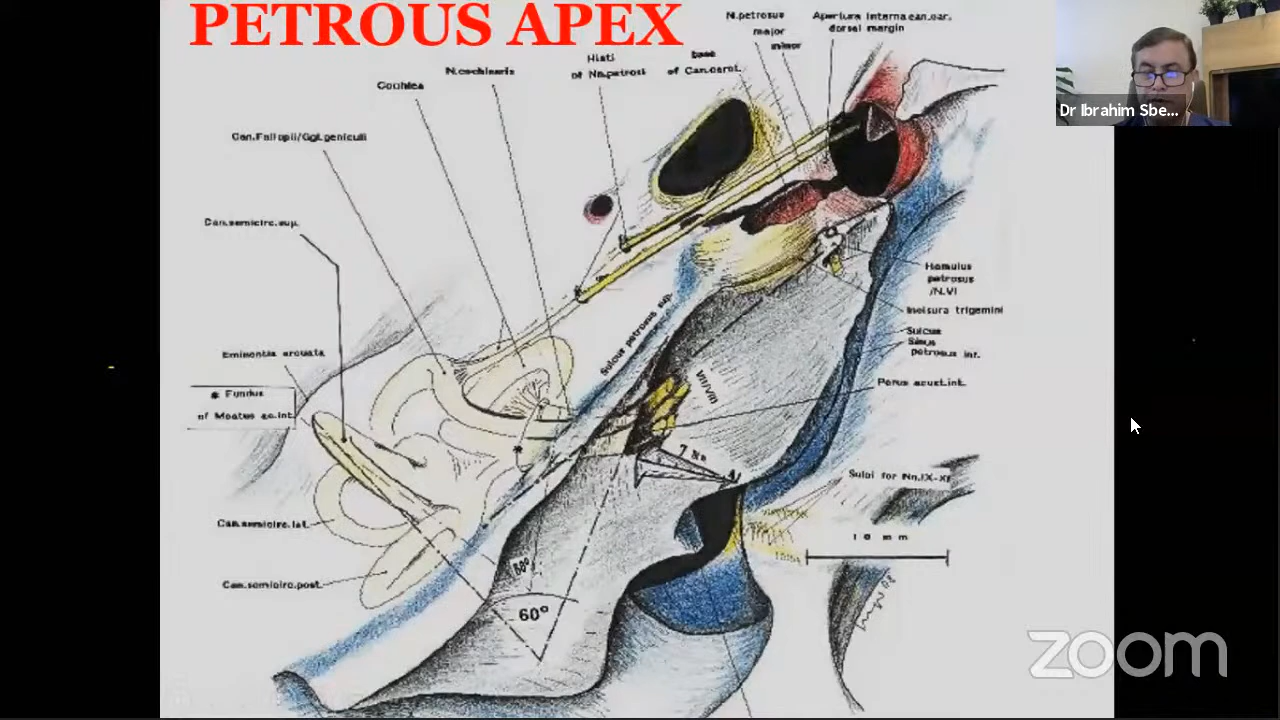 PETROUS APEX
N.petrosus
major
minor
Apertura interna.can.car.
dorsal margin
Hiati
of Nn.petrosi
base
of Can.carot.
N.cochlearis
Cochlea
Can.Fallopii/Ggl.geniculi
Can.semicirc.sup.
Eminentia arcuata
* Fundus
of Meatus ac.int.
Can.semicirc.lat.
Can.semicirc.post.
Sulcus petrosus sup.
VII/VIII
Hamulus
petrosus
/N.VI
Incisura trigemini
Sulcus
Sinus
petrosus inf.
Porus acust.int.
Sulci for Nn.IX-XI
10 mm
60°
Dr Ibrahim Sbe...
zoom